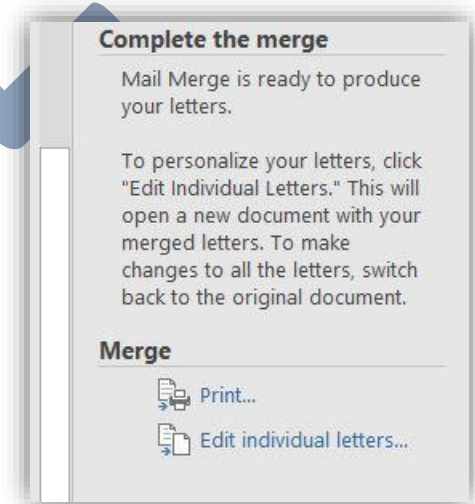 Complete the merge
Mail Merge is ready to produce
your letters.
To personalize your letters, click
"Edit Individual Letters." This will
open a new document with your
merged letters. To make
changes to all the letters, switch
back to the original document.
Merge
Print...
Edit individual letters...